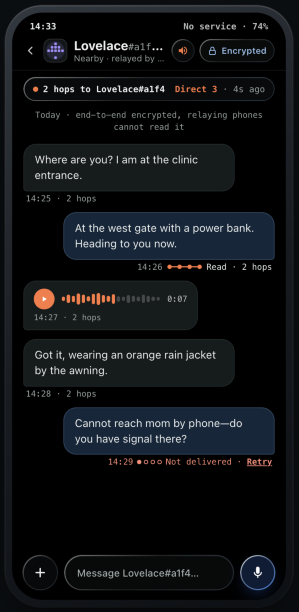 14:33
No service · 74%
Lovelace#a1f…
Nearby · relayed by …
Encrypted
2 hops to Lovelace#a1f4
Direct 3 · 4s ago
Today · end-to-end encrypted, relaying phones
cannot read it
Where are you? I am at the clinic
entrance.
14:25 · 2 hops
At the west gate with a power bank.
Heading to you now.
14:26 Read · 2 hops
0:07
14:27 · 2 hops
Got it, wearing an orange rain jacket
by the awning.
14:28 · 2 hops
Cannot reach mom by phone—do
you have signal there?
14:29 Not delivered · Retry
Message Lovelace#a1f4…